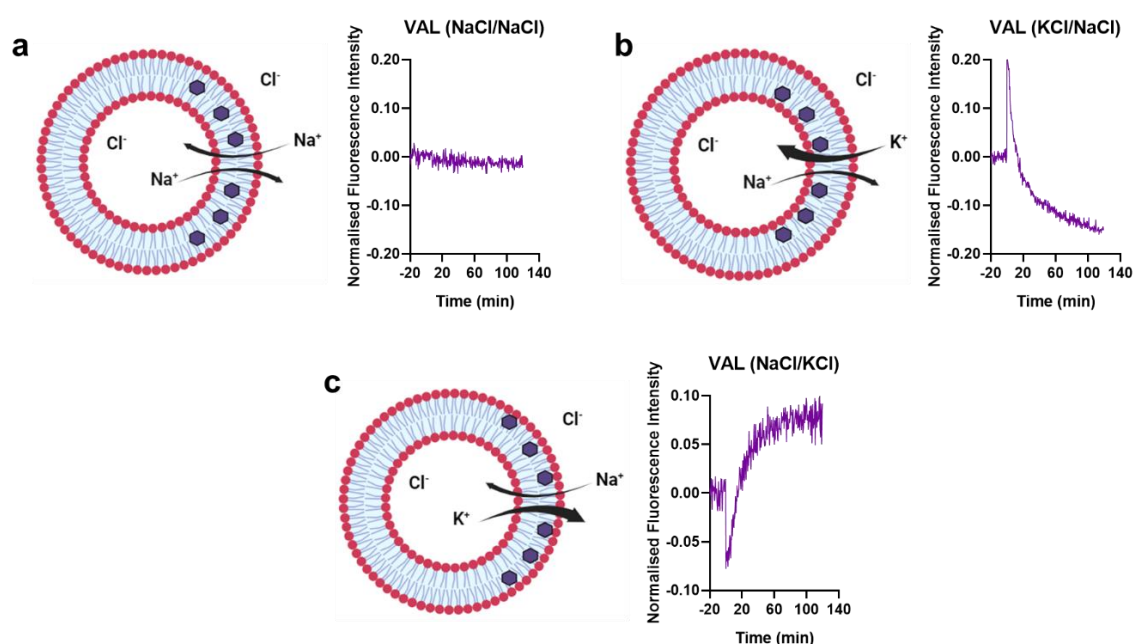 a
Cl⁻
Cl⁻
Na⁺
Na⁺
VAL (NaCl/NaCl)
Normalised Fluorescence Intensity
0.20
0.10
0.00
-0.10
-0.20
-20 20 60 100 140
Time (min)
b
Cl⁻
Cl⁻
K⁺
Na⁺
VAL (KCl/NaCl)
Normalised Fluorescence Intensity
0.20
0.10
0.00
-0.10
-0.20
-20 20 60 100 140
Time (min)
c
Cl⁻
Cl⁻
Na⁺
K⁺
VAL (NaCl/KCl)
Normalised Fluorescence Intensity
0.10
0.05
0.00
-0.05
-0.10
-20 20 60 100 140
Time (min)